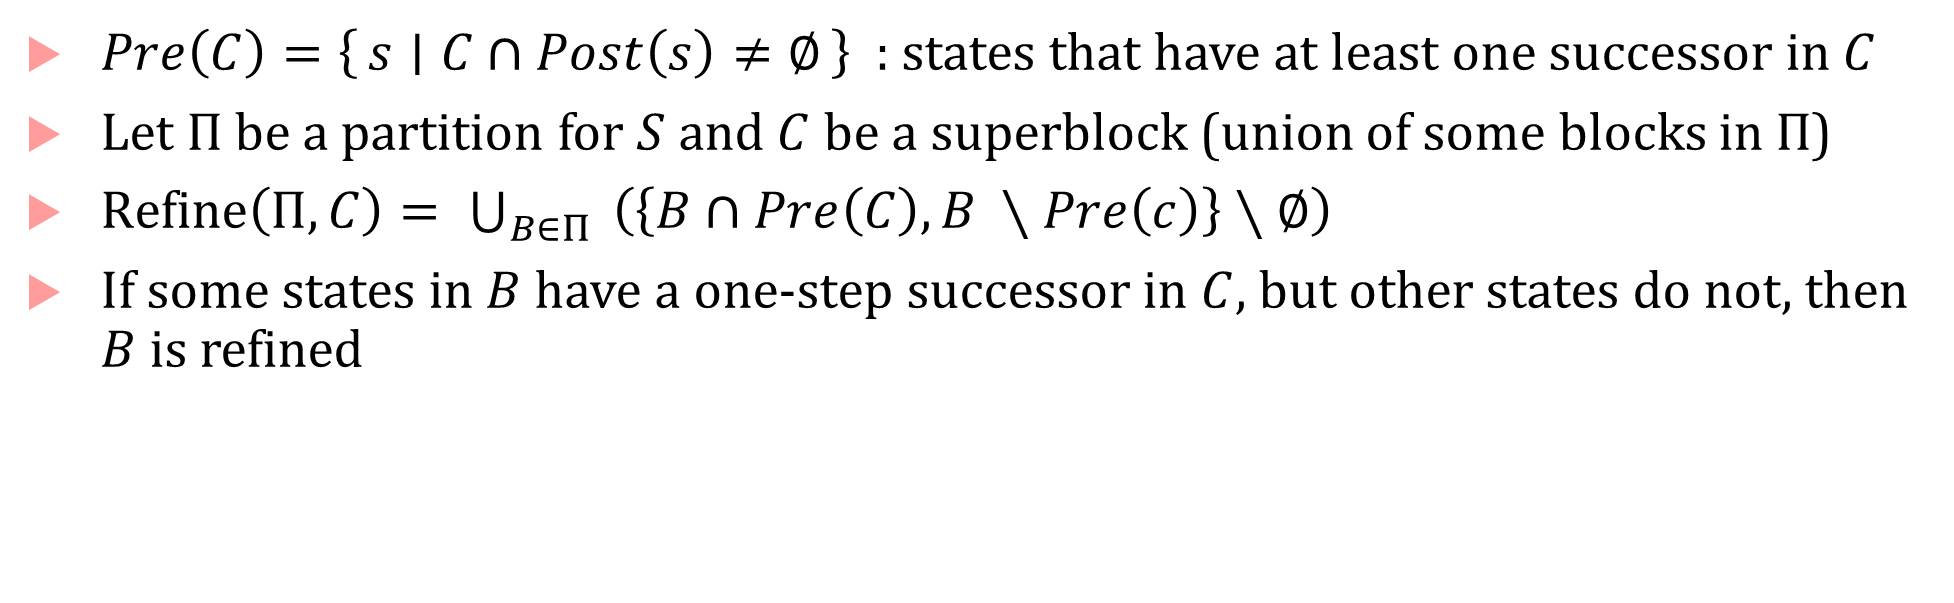 Pre(C) = { s | C ∩ Post(s) ≠ ∅ } : states that have at least one successor in C
Let Π be a partition for S and C be a superblock (union of some blocks in Π)
Refine(Π, C) = ⋃_{B∈Π} ({B ∩ Pre(C), B \ Pre(c)} \ ∅)
If some states in B have a one-step successor in C, but other states do not, then
B is refined